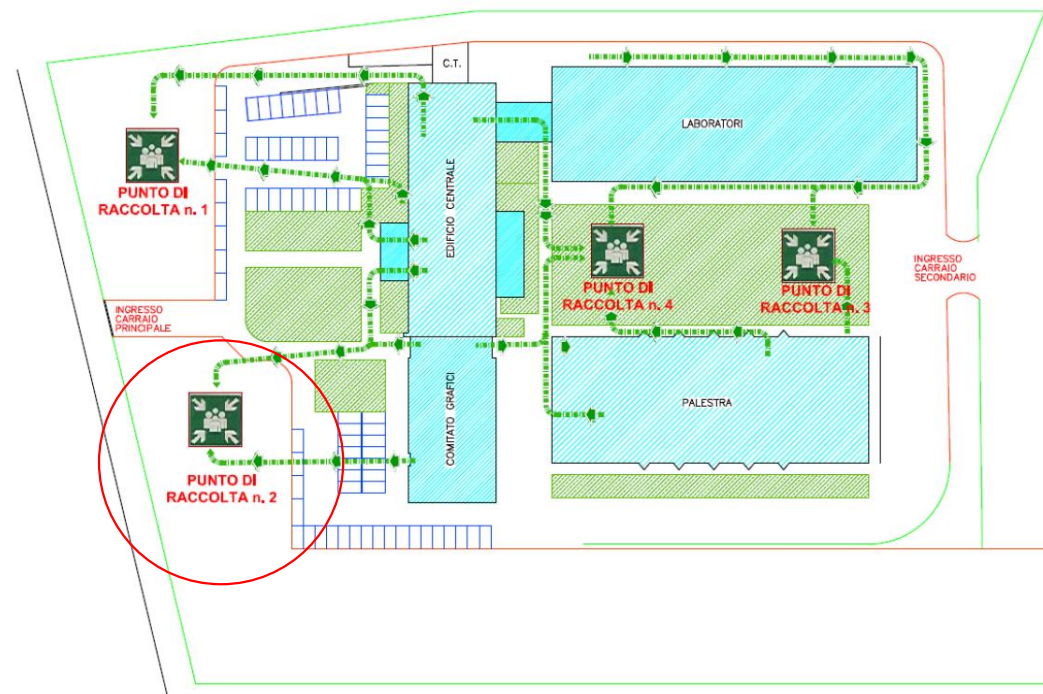 C.T.
LABORATORI
EDIFICIO CENTRALE
PUNTO DI
RACCOLTA n. 1
INGRESSO
CARRAIO
SECONDARIO
PUNTO DI
RACCOLTA n. 4
PUNTO DI
RACCOLTA n. 3
INGRESSO
CARRAIO
PRINCIPALE
COMITATO GRAFICI
PALESTRA
PUNTO DI
RACCOLTA n. 2